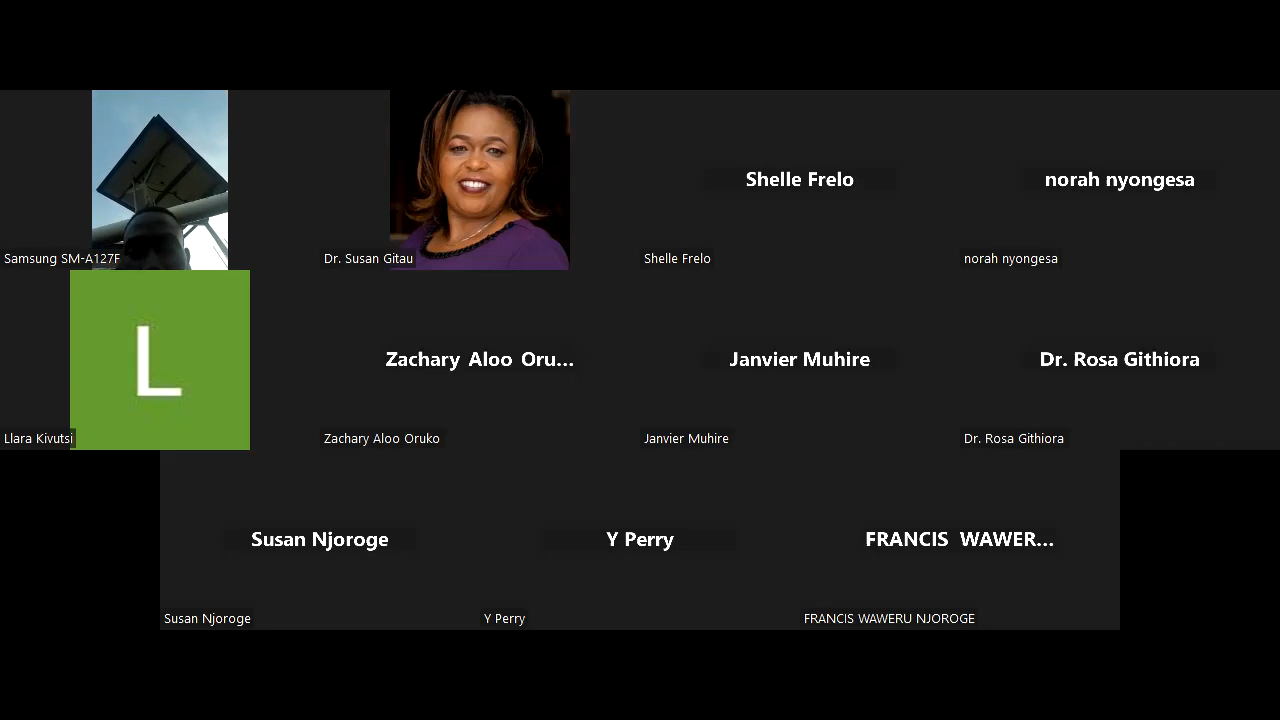 Shelle Frelo
norah nyongesa
Samsung SM-A127F
Dr. Susan Gitau
Shelle Frelo
norah nyongesa
L
Zachary Aloo Oru...
Janvier Muhire
Dr. Rosa Githiora
Llara Kivutsi
Zachary Aloo Oruko
Janvier Muhire
Dr. Rosa Githiora
Susan Njoroge
Y Perry
FRANCIS WAWER...
Susan Njoroge
Y Perry
FRANCIS WAWERU NJOROGE